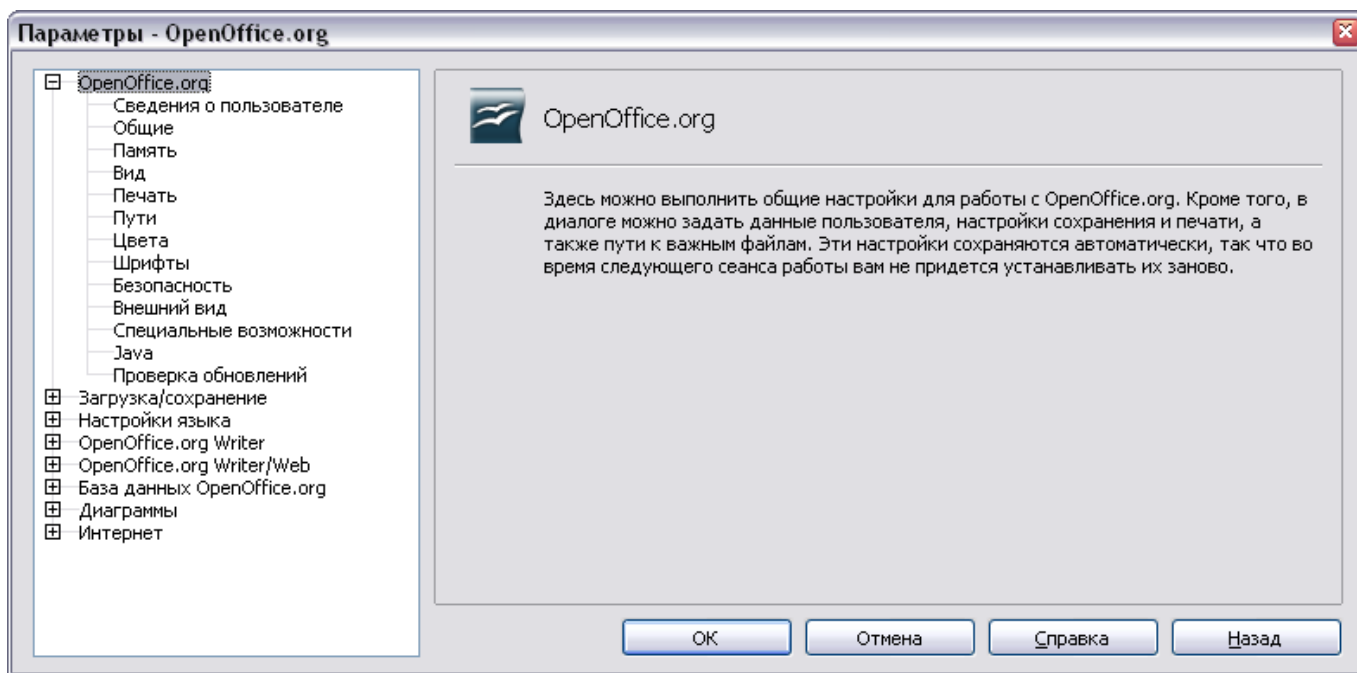 Параметры - OpenOffice.org
OpenOffice.org
Сведения о пользователе
Общие
Память
Вид
Печать
Пути
Цвета
Шрифты
Безопасность
Внешний вид
Специальные возможности
Java
Проверка обновлений
Загрузка/сохранение
Настройки языка
OpenOffice.org Writer
OpenOffice.org Writer/Web
База данных OpenOffice.org
Диаграммы
Интернет
OpenOffice.org
Здесь можно выполнить общие настройки для работы с OpenOffice.org. Кроме того, в
диалоге можно задать данные пользователя, настройки сохранения и печати, а
также пути к важным файлам. Эти настройки сохраняются автоматически, так что во
время следующего сеанса работы вам не придется устанавливать их заново.
ОК
Отмена
Справка
Назад